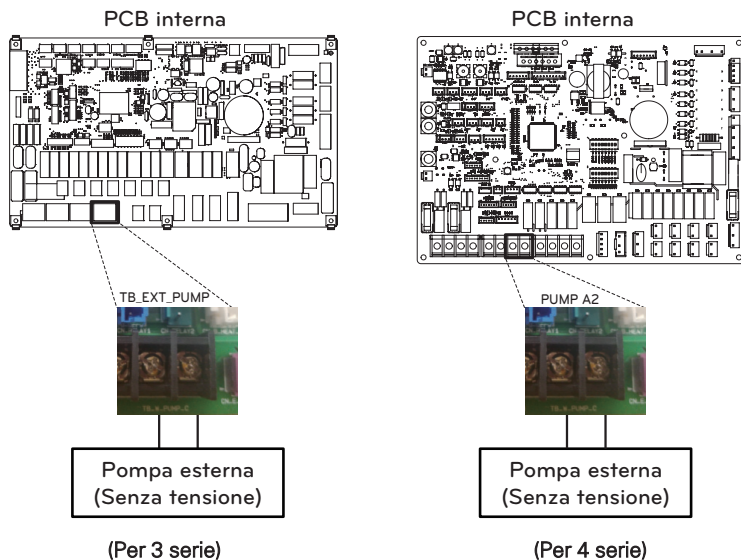 PCB interna
PCB interna
TB_EXT_PUMP
PUMP A2
Pompa esterna
(Senza tensione)
Pompa esterna
(Senza tensione)
(Per 3 serie)
(Per 4 serie)